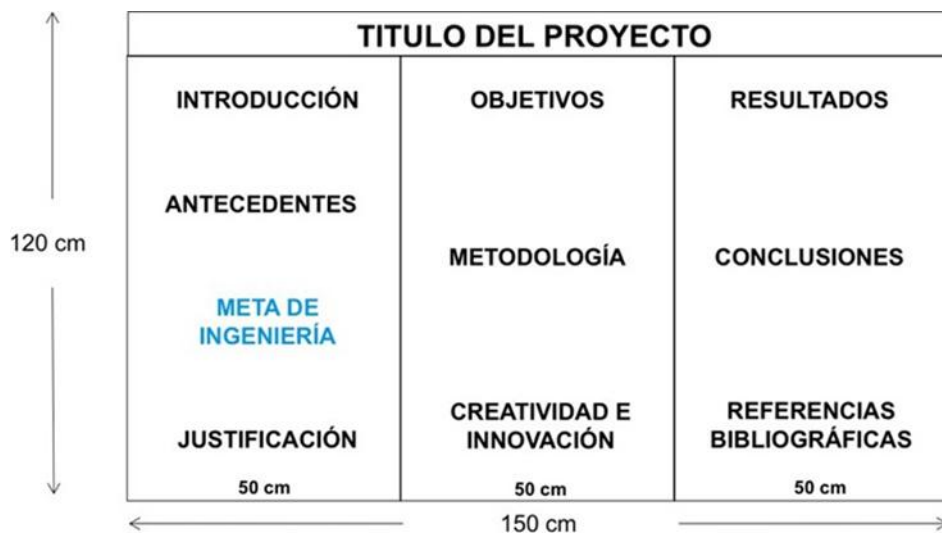 TITULO DEL PROYECTO
INTRODUCCIÓN
ANTECEDENTES
META DE
INGENIERÍA
JUSTIFICACIÓN
50 cm
OBJETIVOS
METODOLOGÍA
CREATIVIDAD E
INNOVACIÓN
50 cm
RESULTADOS
CONCLUSIONES
REFERENCIAS
BIBLIOGRÁFICAS
50 cm
120 cm
150 cm